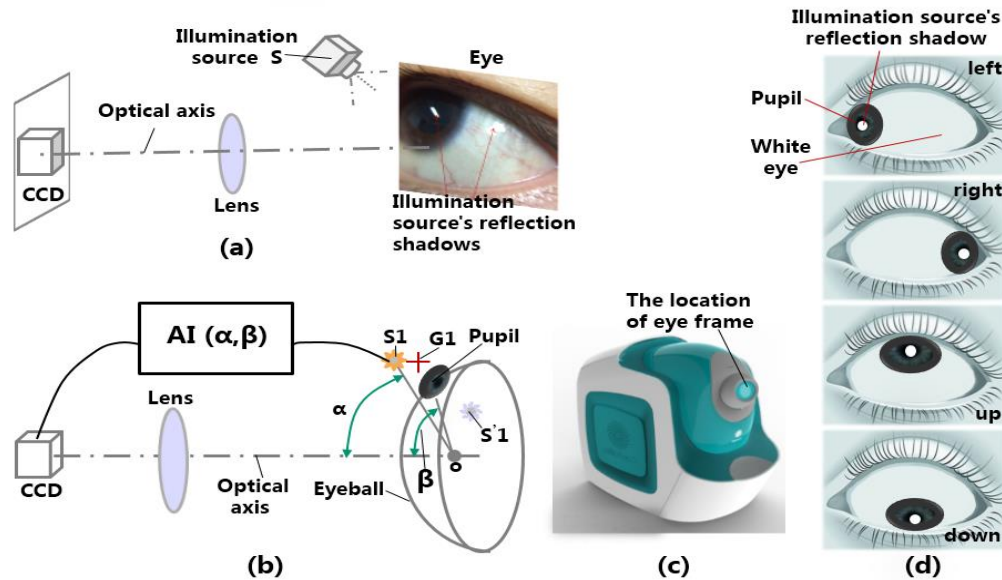 Illumination
source S
Eye
Optical axis
CCD
Lens
Illumination
source's reflection
shadows
(a)
AI (α,β)
S1
G1
Pupil
Lens
α
S'1
β
o
CCD
Optical
axis
Eyeball
(b)
The location
of eye frame
(c)
Illumination source's
reflection shadow
left
Pupil
White
eye
right
up
down
(d)